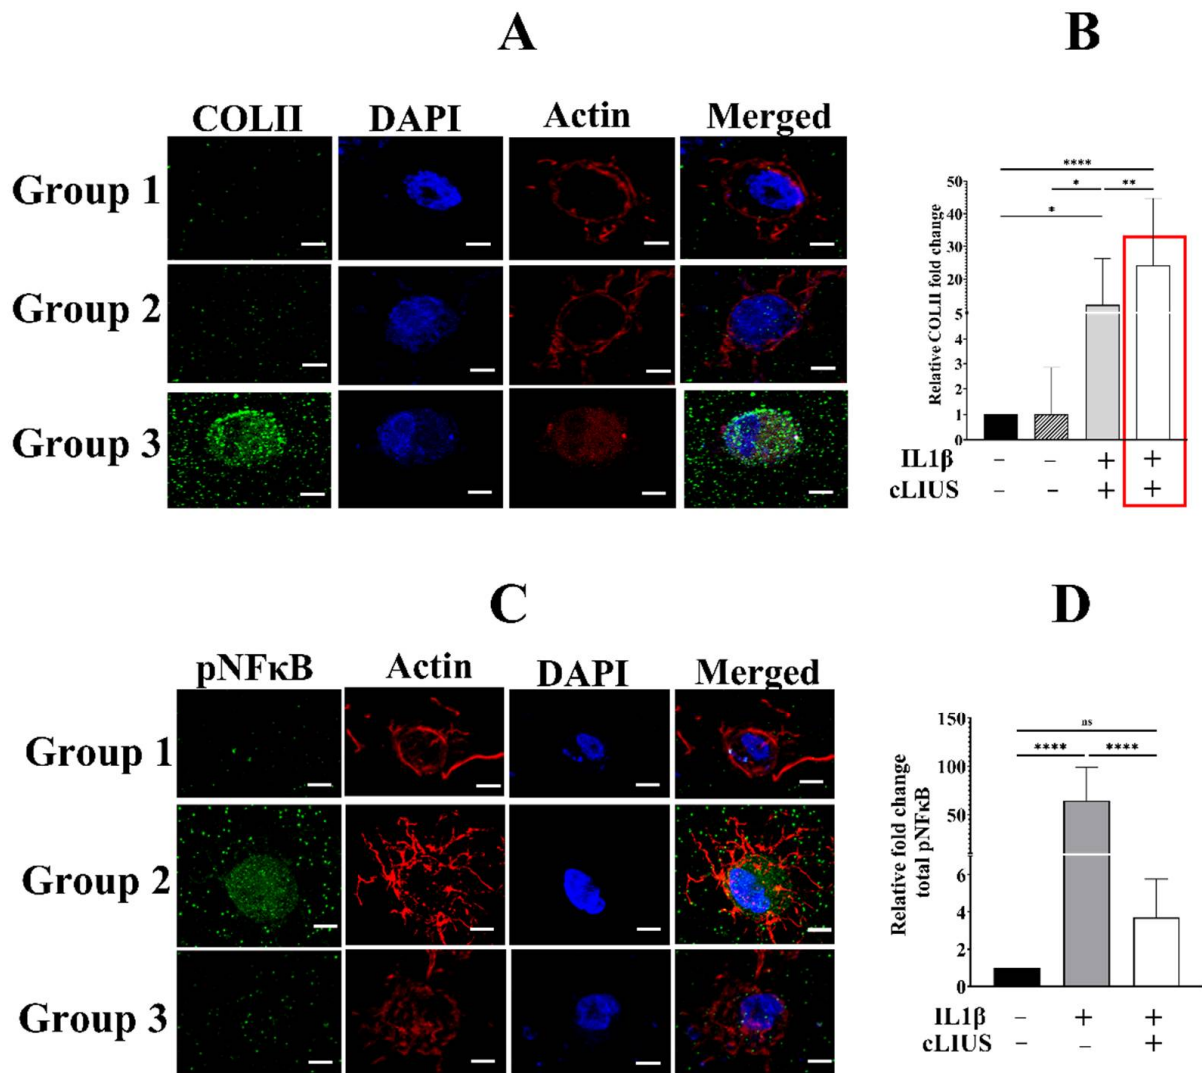 A
COLII DAPI Actin Merged
Group 1
Group 2
Group 3
B
Relative COLII fold change
50
40
30
20
5
4
3
2
1
0
****
* **
*
IL1β – – + +
cLIUS – - + +
C
pNFκB Actin DAPI Merged
Group 1
Group 2
Group 3
D
Relative fold change
total pNFκB
150
100
50
6
4
2
0
ns
**** ****
IL1β – + +
cLIUS – – +